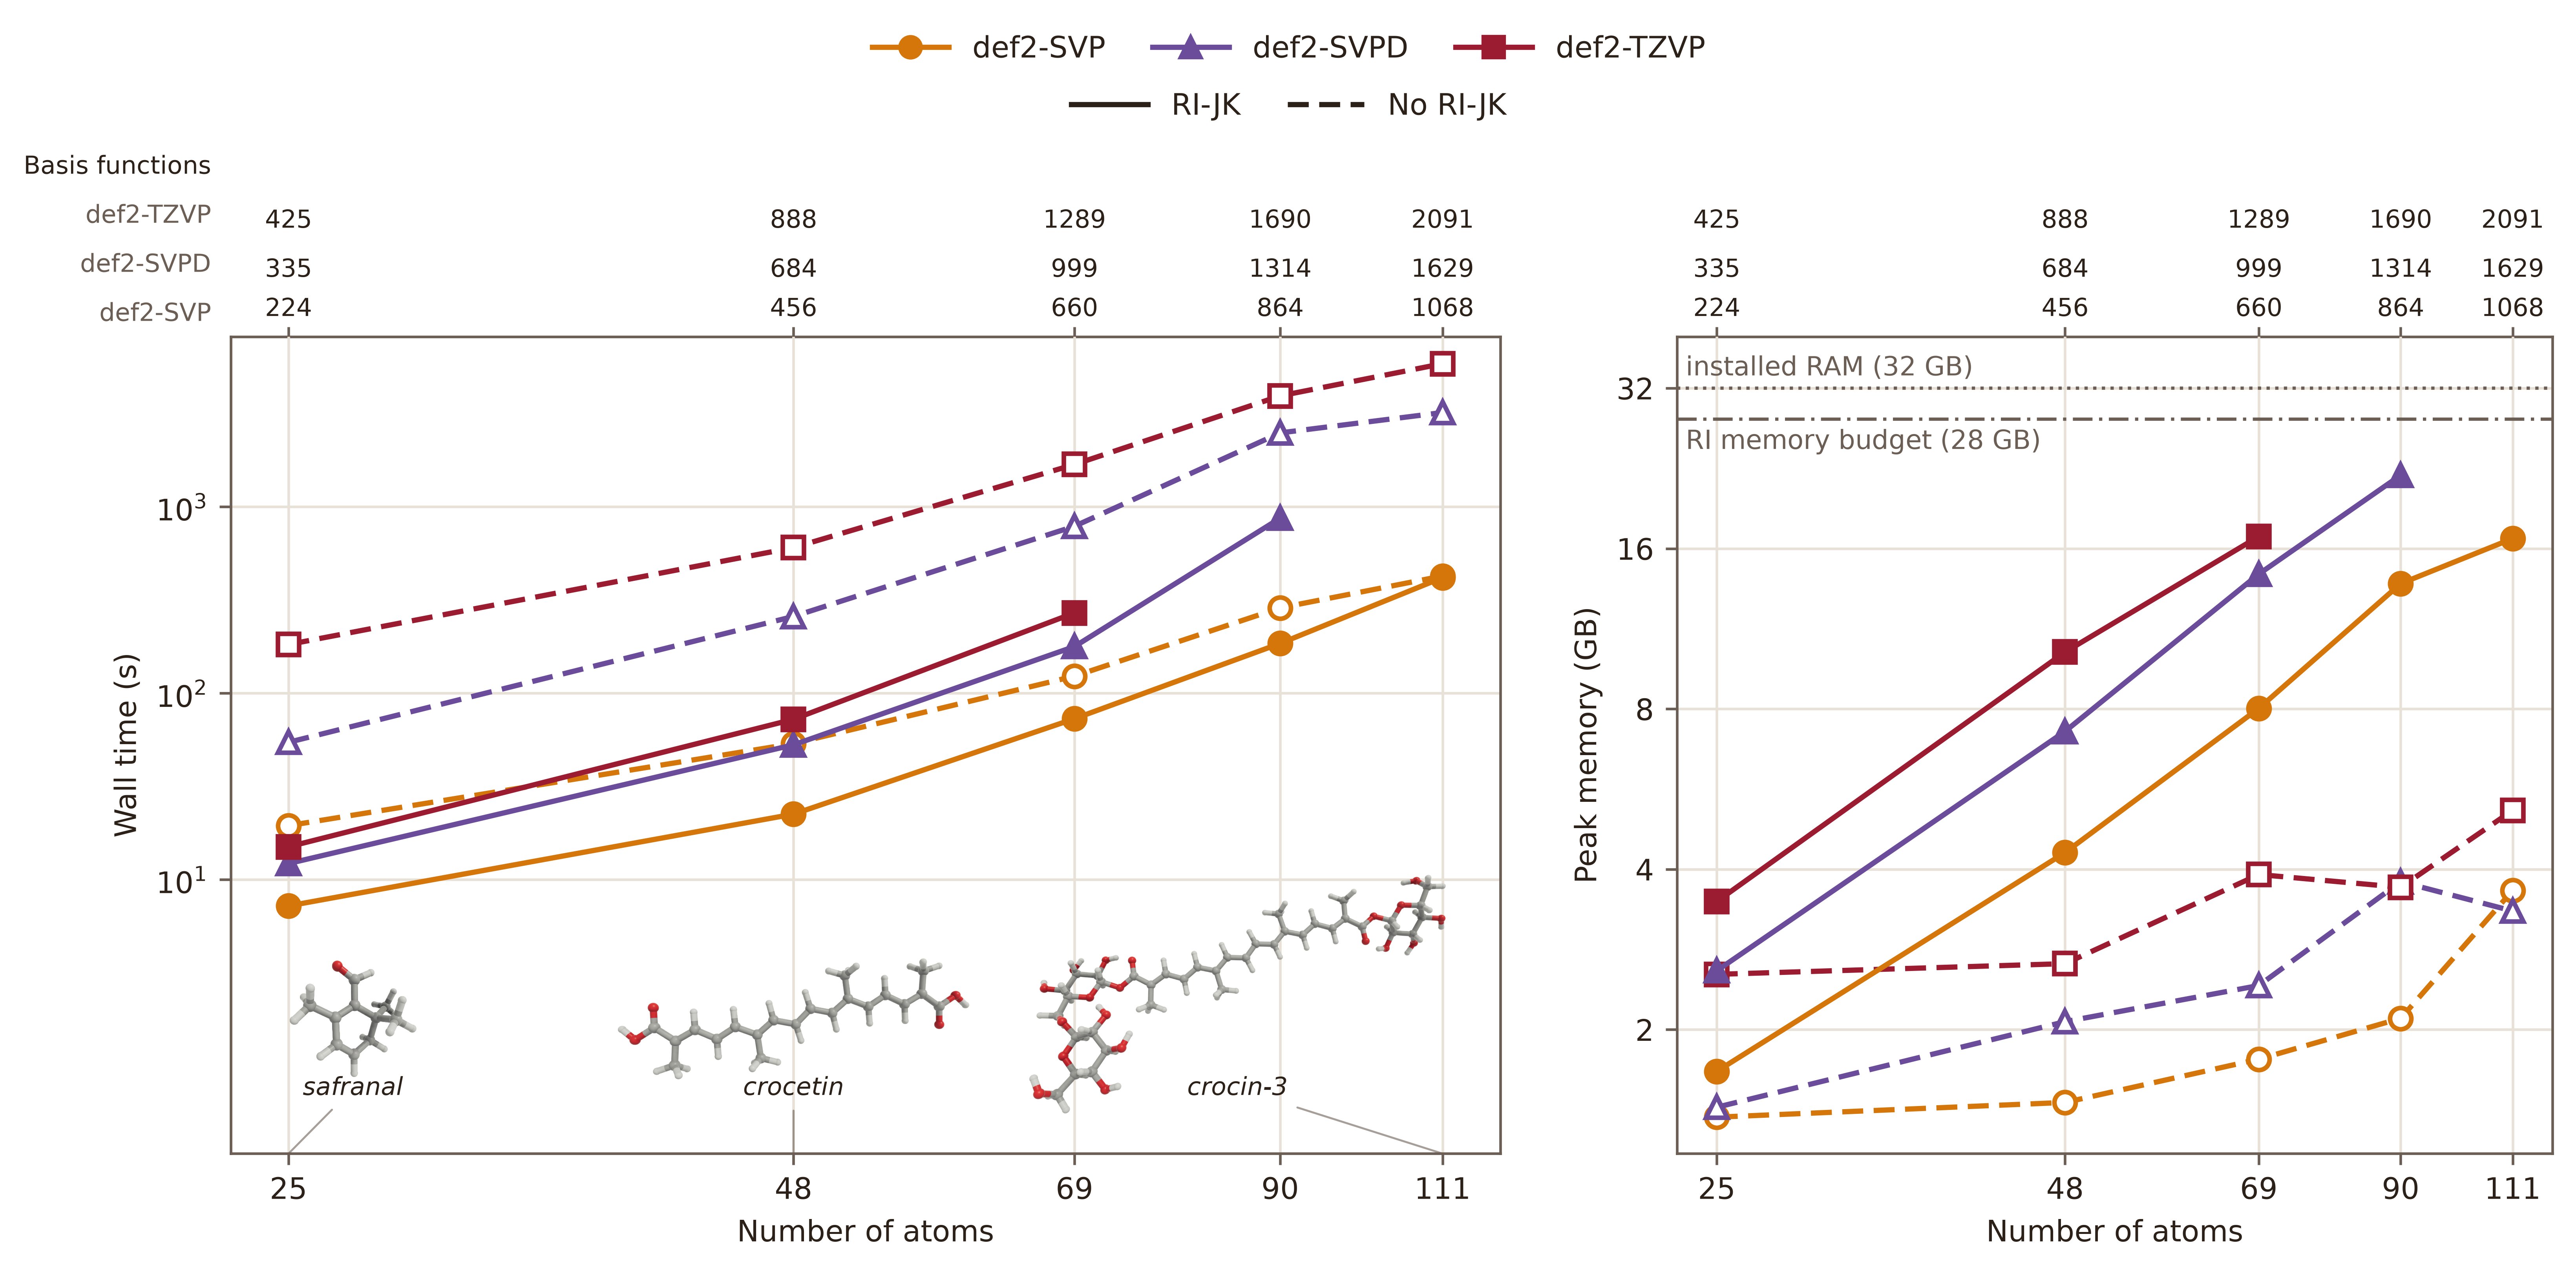 def2-SVP def2-SVPD def2-TZVP
RI-JK No RI-JK
Basis functions
def2-TZVP 425 888 1289 1690 2091
def2-SVPD 335 684 999 1314 1629
def2-SVP 224 456 660 864 1068
10³
10²
10¹
Wall time (s)
safranal
crocetin
crocin-3
25 48 69 90 111
Number of atoms
425 888 1289 1690 2091
335 684 999 1314 1629
224 456 660 864 1068
installed RAM (32 GB)
RI memory budget (28 GB)
32
16
8
4
2
Peak memory (GB)
25 48 69 90 111
Number of atoms